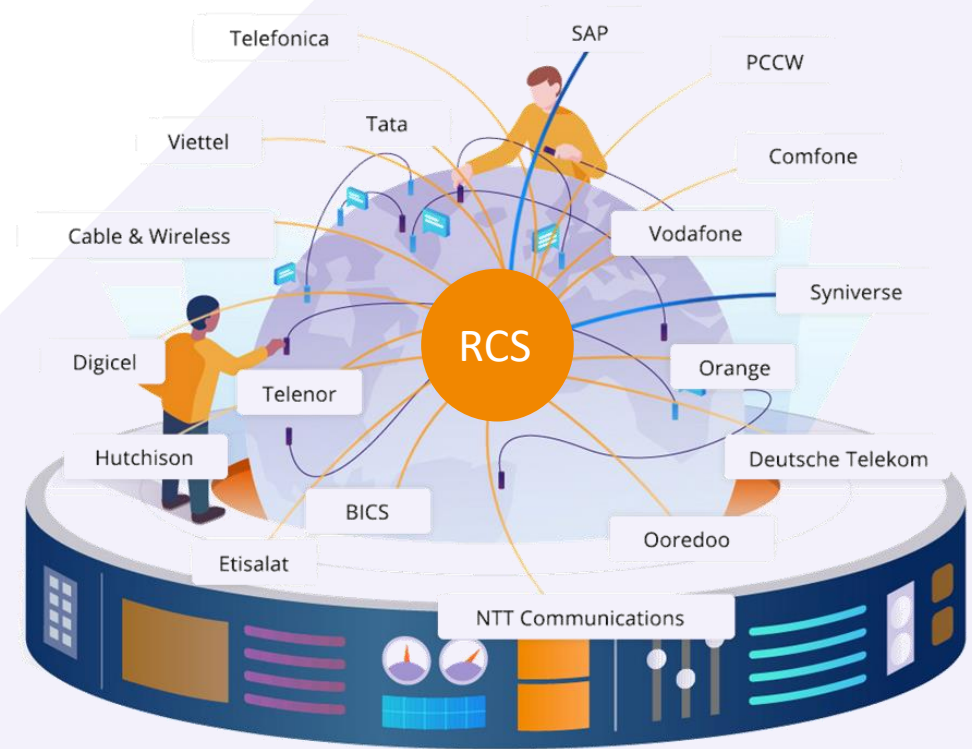 Telefonica
SAP
PCCW
Tata
Viettel
Comfone
Cable & Wireless
Vodafone
Syniverse
RCS
Digicel
Orange
Telenor
Hutchison
Deutsche Telekom
BICS
Ooredoo
Etisalat
NTT Communications